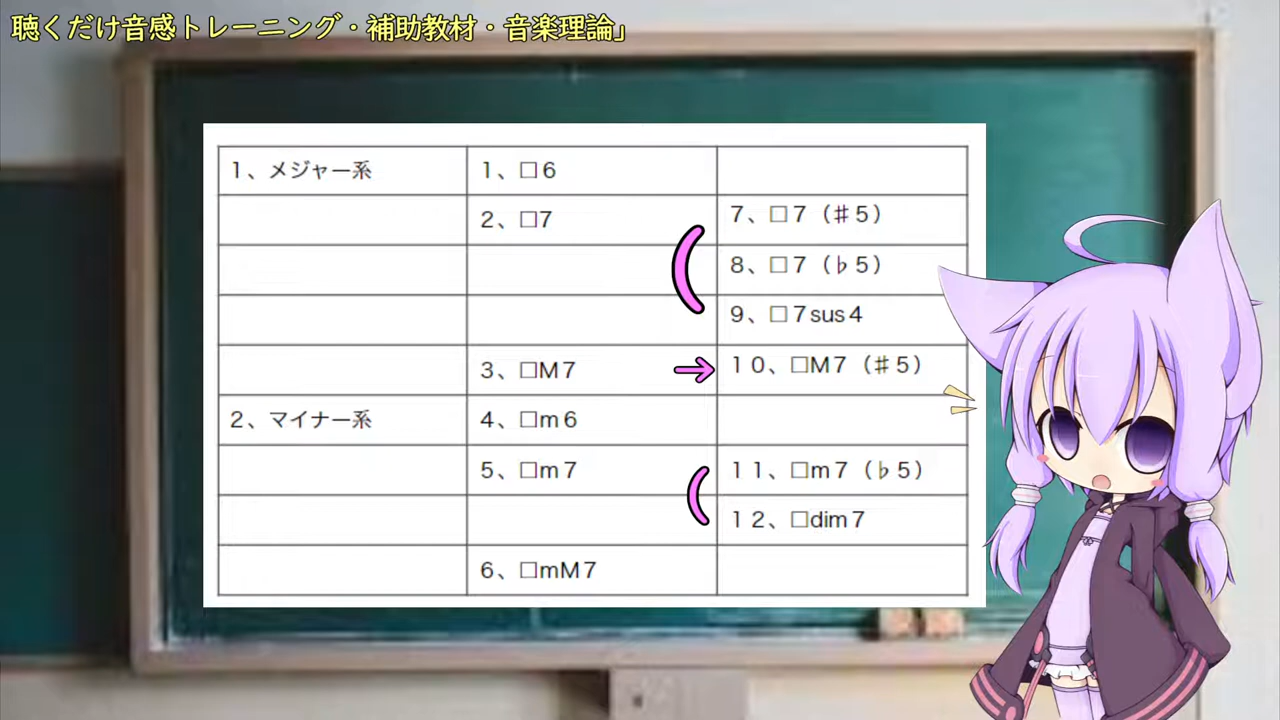 聴くだけ音感トレーニング・補助教材・音楽理論」
1、メジャー系 1、□6
2、□7 7、□7（♯5）
8、□7（♭5）
9、□7sus4
3、□M7 → 10、□M7（♯5）
2、マイナー系 4、□m6
5、□m7 11、□m7（♭5）
12、□dim7
6、□mM7